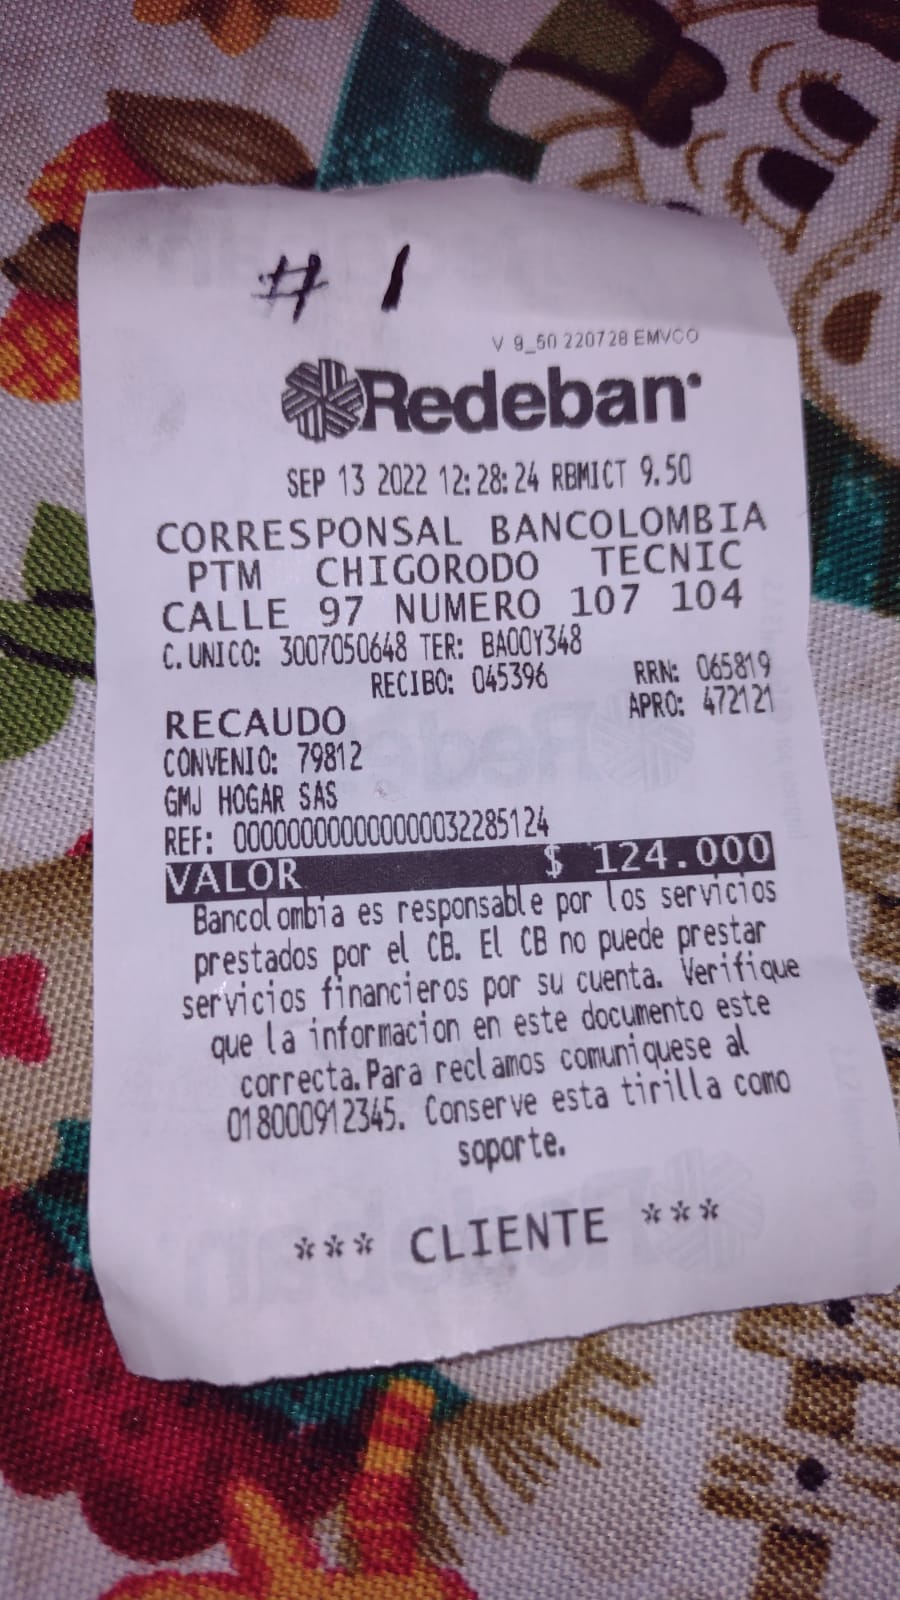 # 1
V 9_50 220728 EMVCO
Redeban
SEP 13 2022 12:28:24 RBMICT 9.50
CORRESPONSAL BANCOLOMBIA
PTM CHIGORODO TECNIC
CALLE 97 NUMERO 107 104
C. UNICO: 3007050648 TER: BA00Y348
RECIBO: 045396 RRN: 065819
RECAUDO APRO: 472121
CONVENIO: 79812
GMJ HOGAR SAS
REF: 0000000000000000032285124
VALOR $ 124.000
Bancolombia es responsable por los servicios
prestados por el CB. El CB no puede prestar
servicios financieros por su cuenta. Verifique
que la informacion en este documento este
correcta.Para reclamos comuniquese al
018000912345. Conserve esta tirilla como
soporte.
*** CLIENTE ***